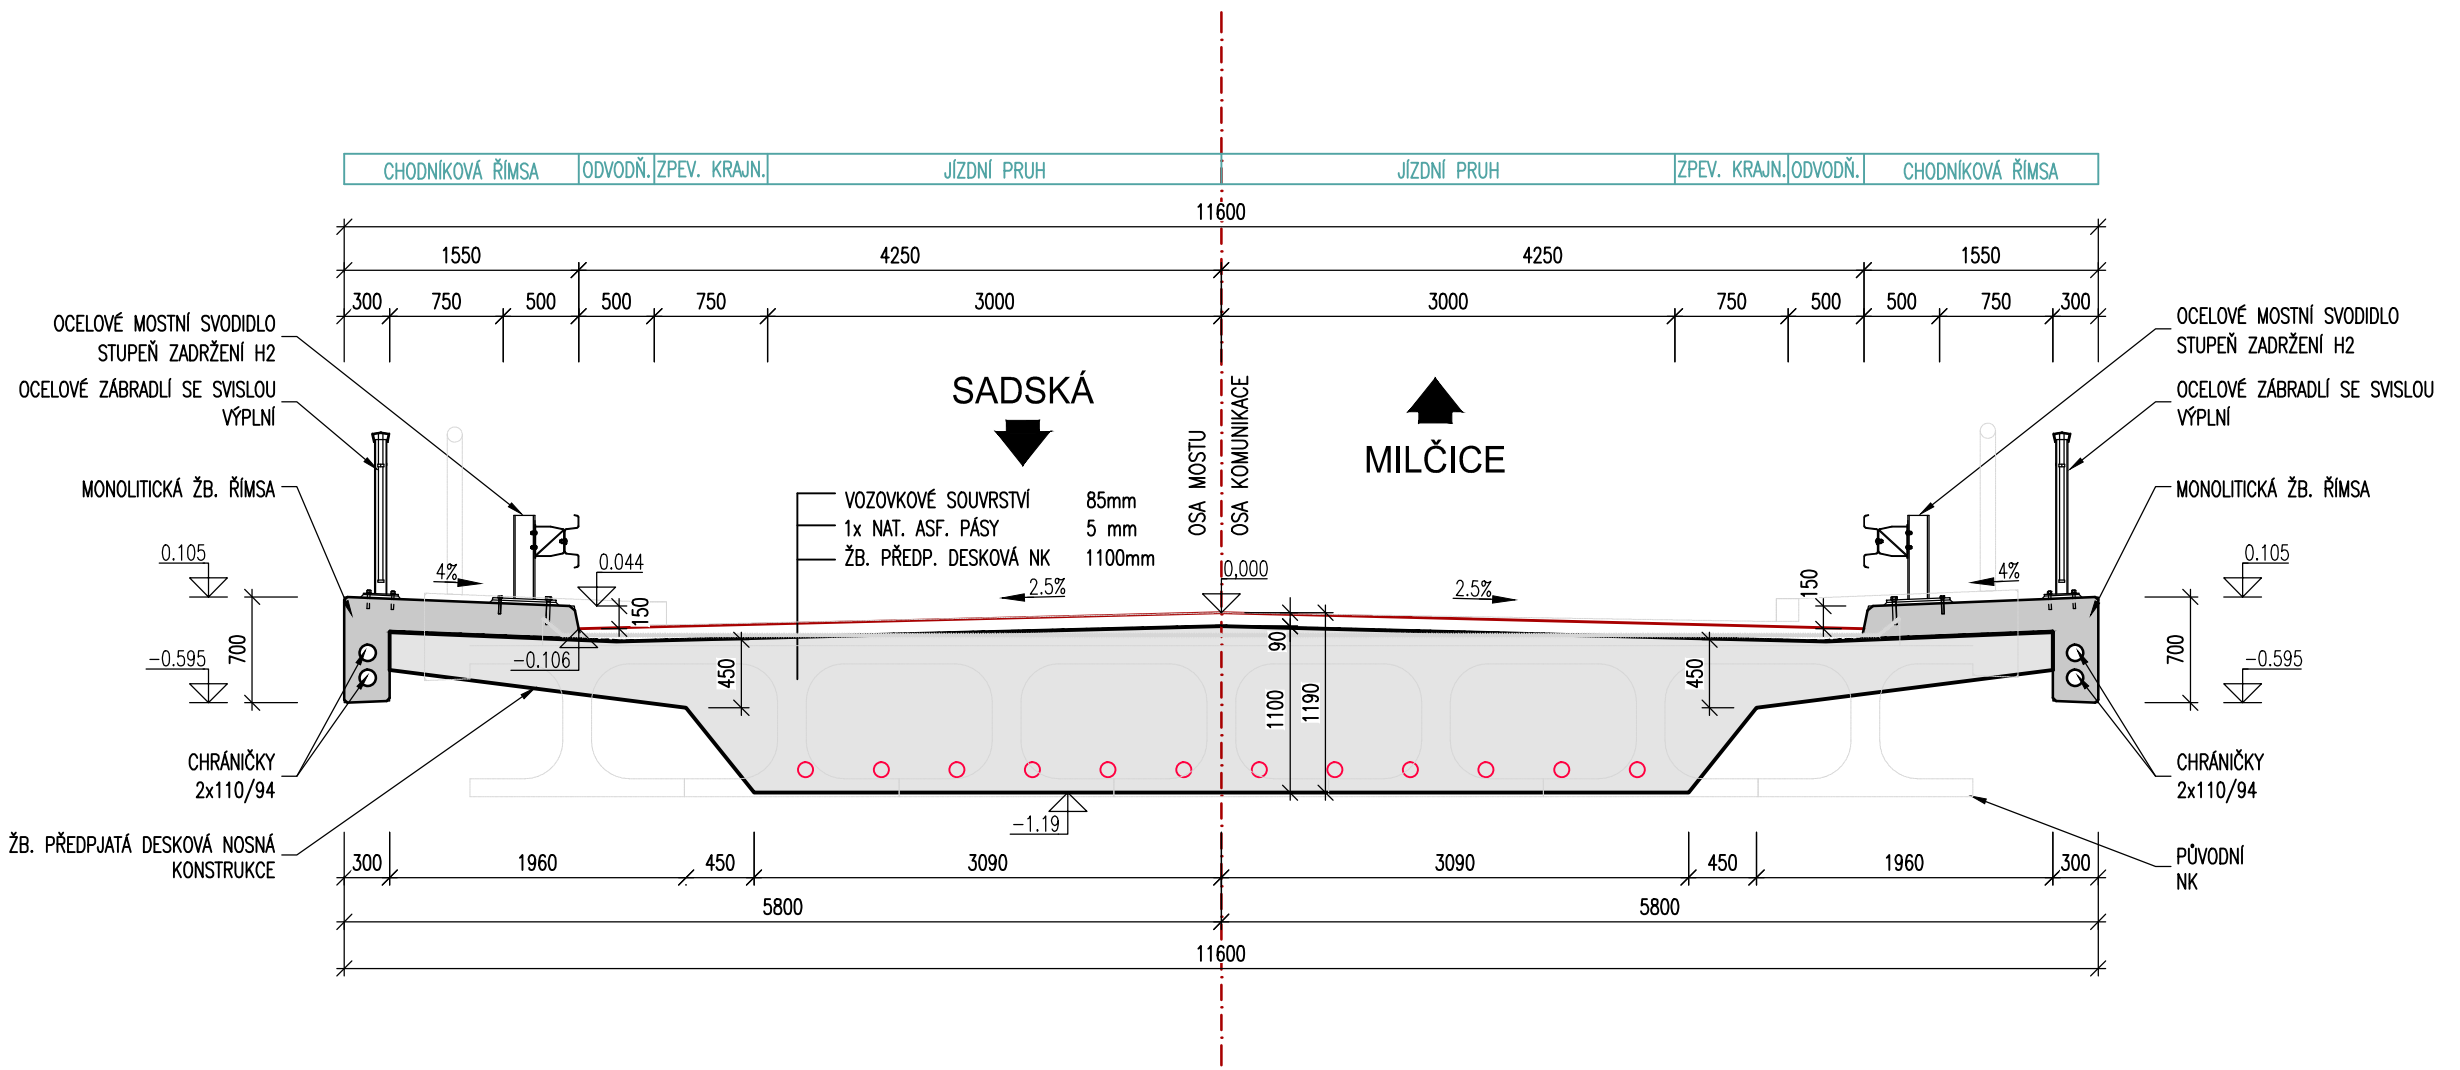 CHODNÍKOVÁ ŘÍMSA ODVODŇ. ZPEV. KRAJN. JÍZDNÍ PRUH JÍZDNÍ PRUH ZPEV. KRAJN. ODVODŇ. CHODNÍKOVÁ ŘÍMSA
11600
1550 4250 4250 1550
300 750 500 500 750 3000 3000 750 500 500 750 300
OCELOVÉ MOSTNÍ SVODIDLO
STUPEŇ ZADRŽENÍ H2
OCELOVÉ ZÁBRADLÍ SE SVISLOU
VÝPLNÍ
MONOLITICKÁ ŽB. ŘÍMSA
SADSKÁ
MILČICE
OSA MOSTU
OSA KOMUNIKACE
OCELOVÉ MOSTNÍ SVODIDLO
STUPEŇ ZADRŽENÍ H2
OCELOVÉ ZÁBRADLÍ SE SVISLOU
VÝPLNÍ
MONOLITICKÁ ŽB. ŘÍMSA
VOZOVKOVÉ SOUVRSTVÍ 85mm
1x NAT. ASF. PÁSY 5 mm
ŽB. PŘEDP. DESKOVÁ NK 1100mm
0.105
4%
0.044
150
2.5%
0,000
2.5%
150
4%
0.105
-0.595
700
-0.106
450
90
1100
1190
450
700
-0.595
CHRÁNIČKY
2x110/94
-1.19
CHRÁNIČKY
2x110/94
ŽB. PŘEDPJATÁ DESKOVÁ NOSNÁ
KONSTRUKCE
PŮVODNÍ
NK
300 1960 450 3090 3090 450 1960 300
5800 5800
11600